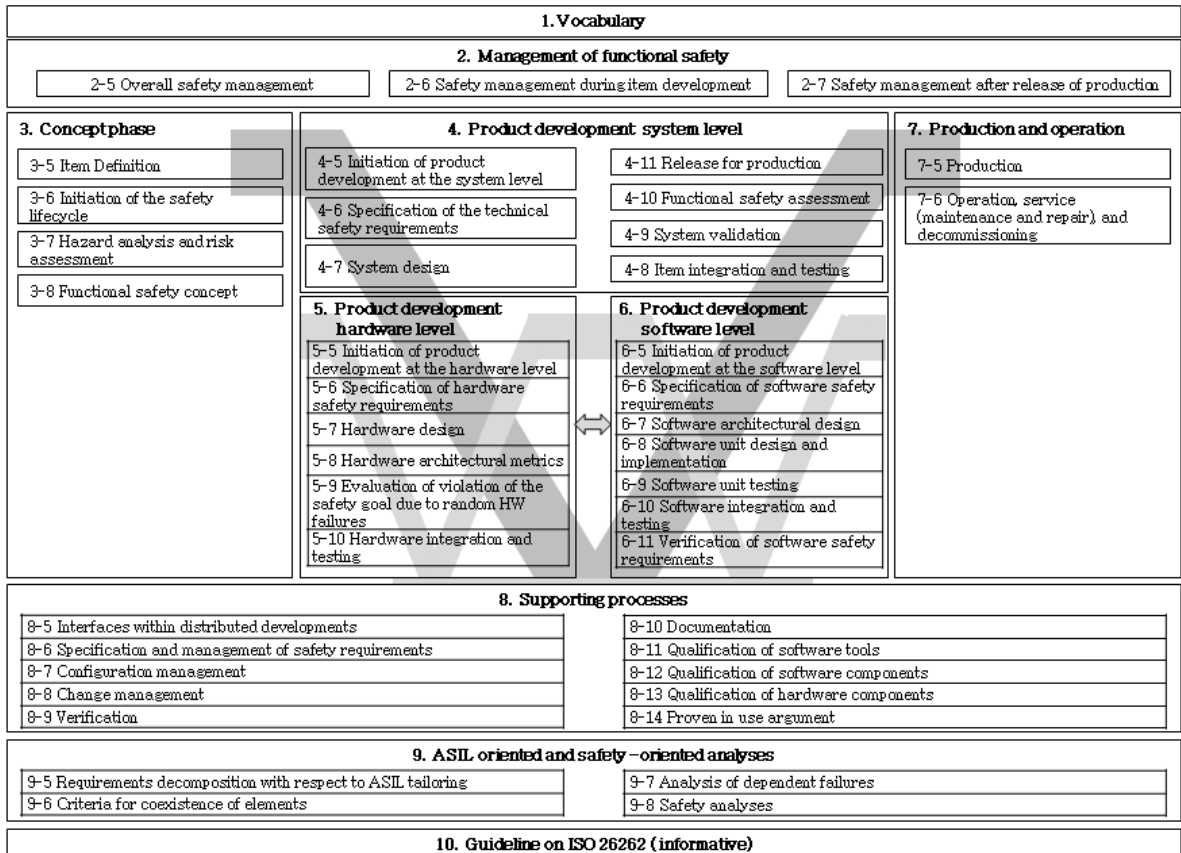 1. Vocabulary
2. Management of functional safety
2-5 Overall safety management
2-6 Safety management during item development
2-7 Safety management after release of production
3. Concept phase
3-5 Item Definition
3-6 Initiation of the safety
lifecycle
3-7 Hazard analysis and risk
assessment
3-8 Functional safety concept
4. Product development system level
4-5 Initiation of product
development at the system level
4-6 Specification of the technical
safety requirements
4-7 System design
4-11 Release for production
4-10 Functional safety assessment
4-9 System validation
4-8 Item integration and testing
7. Production and operation
7-5 Production
7-6 Operation, service
(maintenance and repair), and
decommissioning
5. Product development
hardware level
5-5 Initiation of product
development at the hardware level
5-6 Specification of hardware
safety requirements
5-7 Hardware design
5-8 Hardware architectural metrics
5-9 Evaluation of violation of the
safety goal due to random HW
failures
5-10 Hardware integration and
testing
6. Product development
software level
6-5 Initiation of product
development at the software level
6-6 Specification of software safety
requirements
6-7 Software architectural design
6-8 Software unit design and
implementation
6-9 Software unit testing
6-10 Software integration and
testing
6-11 Verification of software safety
requirements
8. Supporting processes
8-5 Interfaces within distributed developments
8-6 Specification and management of safety requirements
8-7 Configuration management
8-8 Change management
8-9 Verification
8-10 Documentation
8-11 Qualification of software tools
8-12 Qualification of software components
8-13 Qualification of hardware components
8-14 Proven in use argument
9. ASIL oriented and safety-oriented analyses
9-5 Requirements decomposition with respect to ASIL tailoring
9-6 Criteria for coexistence of elements
9-7 Analysis of dependent failures
9-8 Safety analyses
10. Guideline on ISO 26262 (informative)